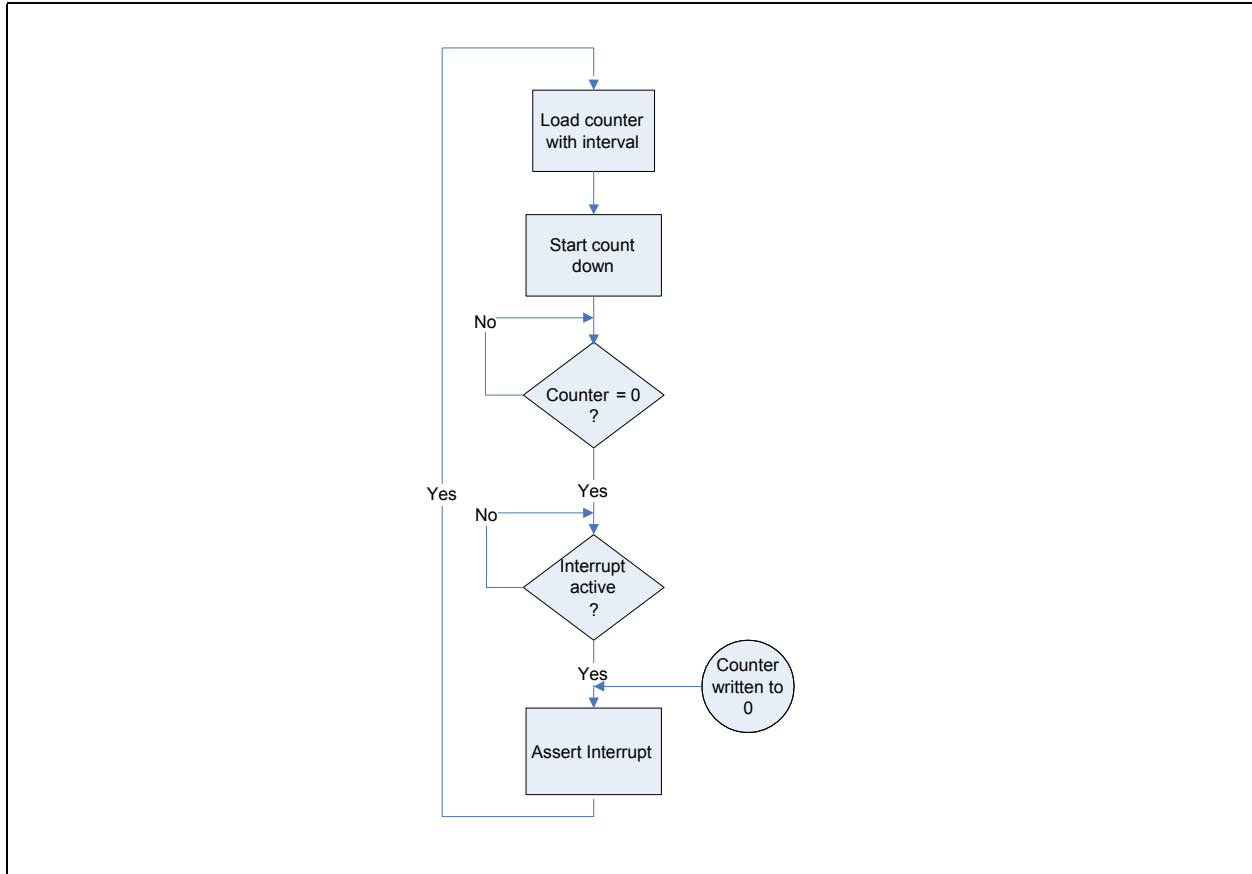 Load counter
with interval
Start count
down
No
Counter = 0
?
Yes
Yes
No
Interrupt
active
?
Yes
Counter
written to
0
Assert Interrupt